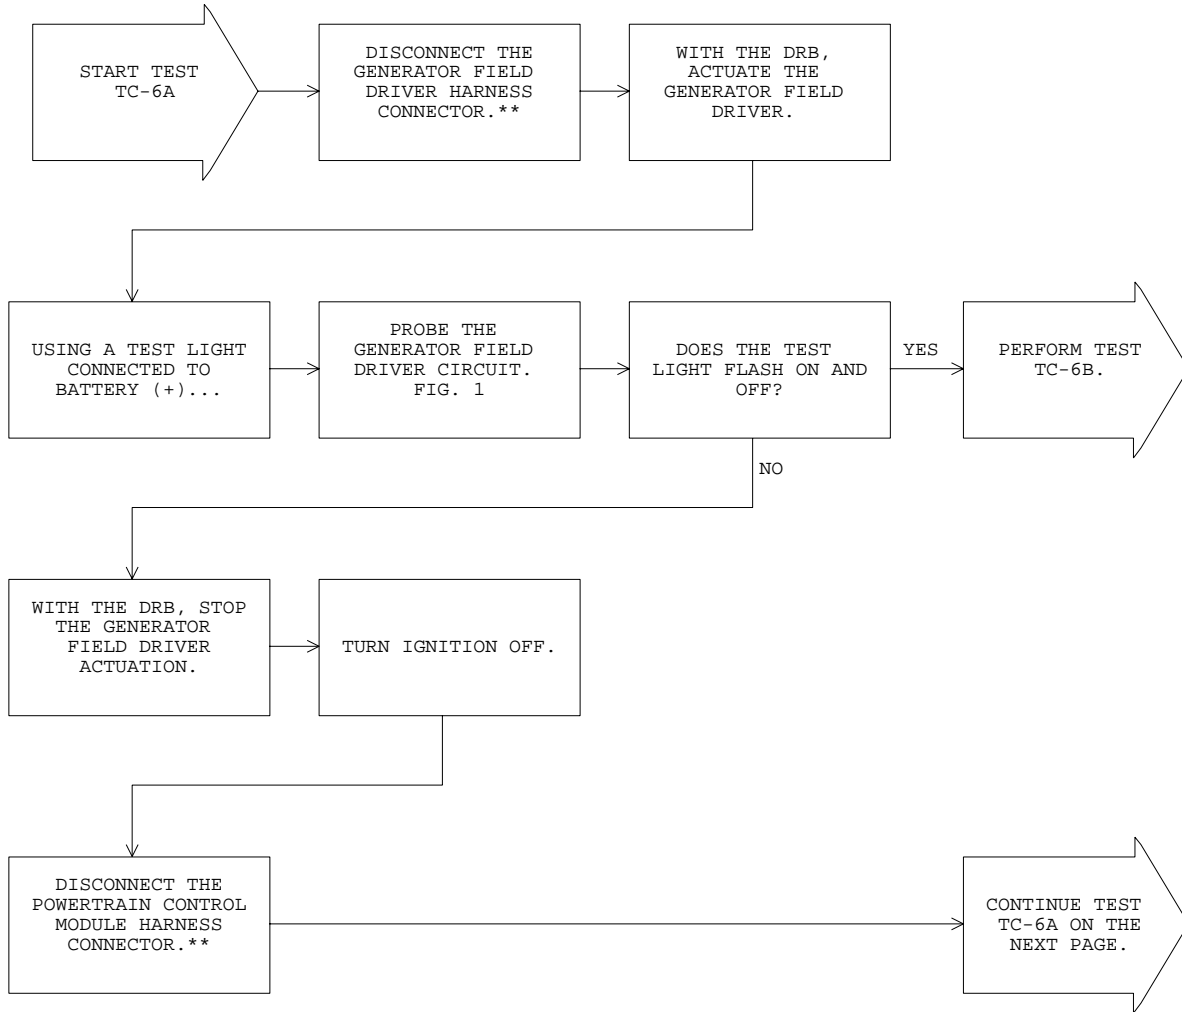 START TEST
TC-6A
DISCONNECT THE
GENERATOR FIELD
DRIVER HARNESS
CONNECTOR.**
WITH THE DRB,
ACTUATE THE
GENERATOR FIELD
DRIVER.
USING A TEST LIGHT
CONNECTED TO
BATTERY (+)...
PROBE THE
GENERATOR FIELD
DRIVER CIRCUIT.
FIG. 1
DOES THE TEST
LIGHT FLASH ON AND
OFF?
YES
PERFORM TEST
TC-6B.
NO
WITH THE DRB, STOP
THE GENERATOR
FIELD DRIVER
ACTUATION.
TURN IGNITION OFF.
DISCONNECT THE
POWERTRAIN CONTROL
MODULE HARNESS
CONNECTOR.**
CONTINUE TEST
TC-6A ON THE
NEXT PAGE.